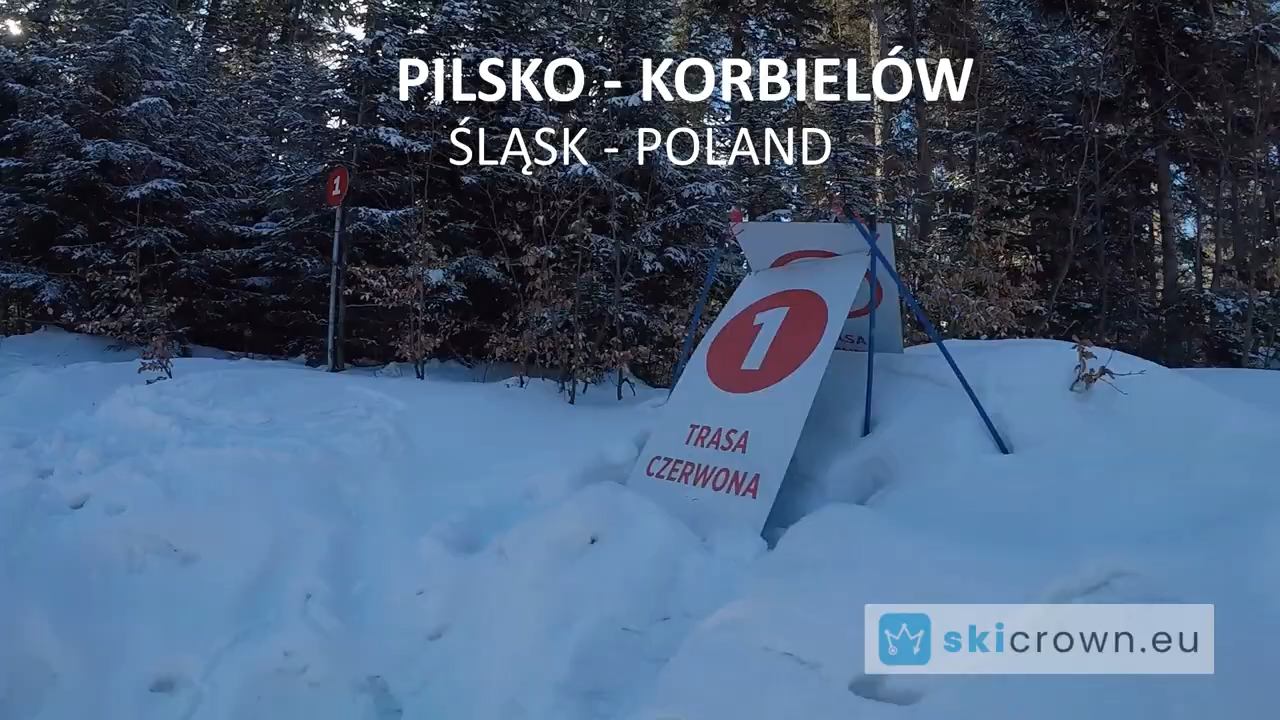 PILSKO - KORBIELÓW
ŚLĄSK - POLAND
1
1
TRASA
CZERWONA
skicrown.eu